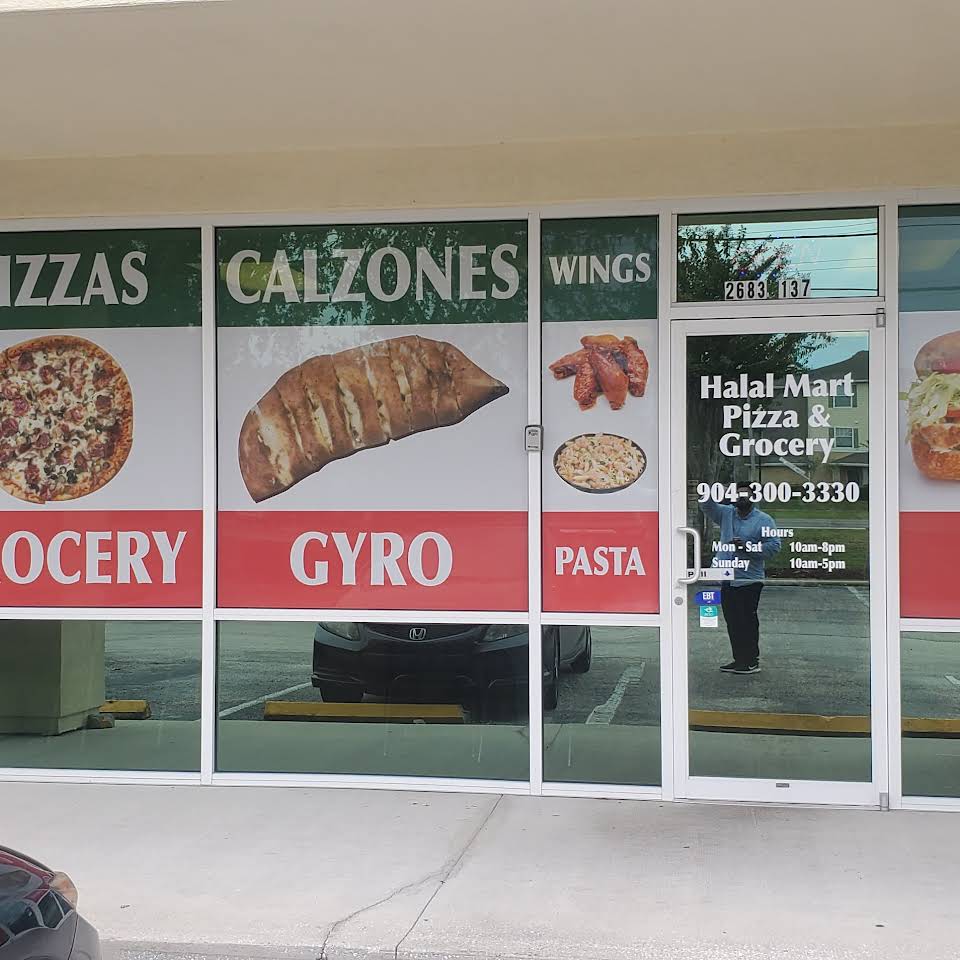 IZZAS
CALZONES
WINGS
2683 137
Halal Mart
Pizza &
Grocery
904-300-3330
Hours
Mon - Sat 10am-8pm
Sunday 10am-5pm
EBT
OCERY
GYRO
PASTA